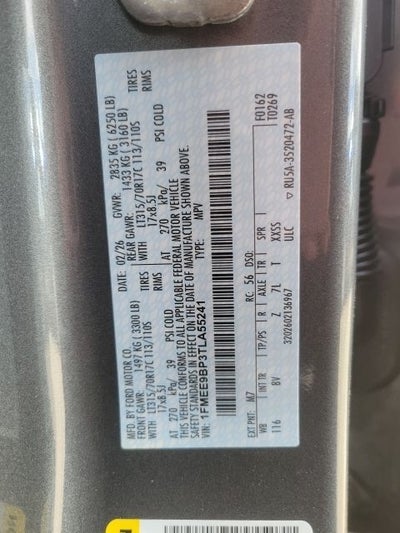 MFD. BY FORD MOTOR CO.
02/26
GVWR: 2835 KG ( 6250 LB)
FRONT GAWR: 1497 KG ( 3300 LB)
REAR GAWR: 1433 KG ( 3160 LB)
WITH LT315/70R17C 113/110S TIRES
WITH LT315/70R17C 113/110S TIRES
17x8.5J RIMS
17x8.5J RIMS
AT 270 kPa/ 39 PSI COLD
AT 270 kPa/ 39 PSI COLD
THIS VEHICLE CONFORMS TO ALL APPLICABLE FEDERAL MOTOR VEHICLE
SAFETY STANDARDS IN EFFECT ON THE DATE OF MANUFACTURE SHOWN ABOVE.
VIN: 1FMEE9BP3TLA55241
TYPE: MPV
F0162
T0269
EXT PNT: M7 RC: 56 DSO:
WB INT TR TP/PS R AXLE TR SPR
116 8V Z 7L T XXSS
ULC
3202602136967
▽ RU5A-3520472-AB